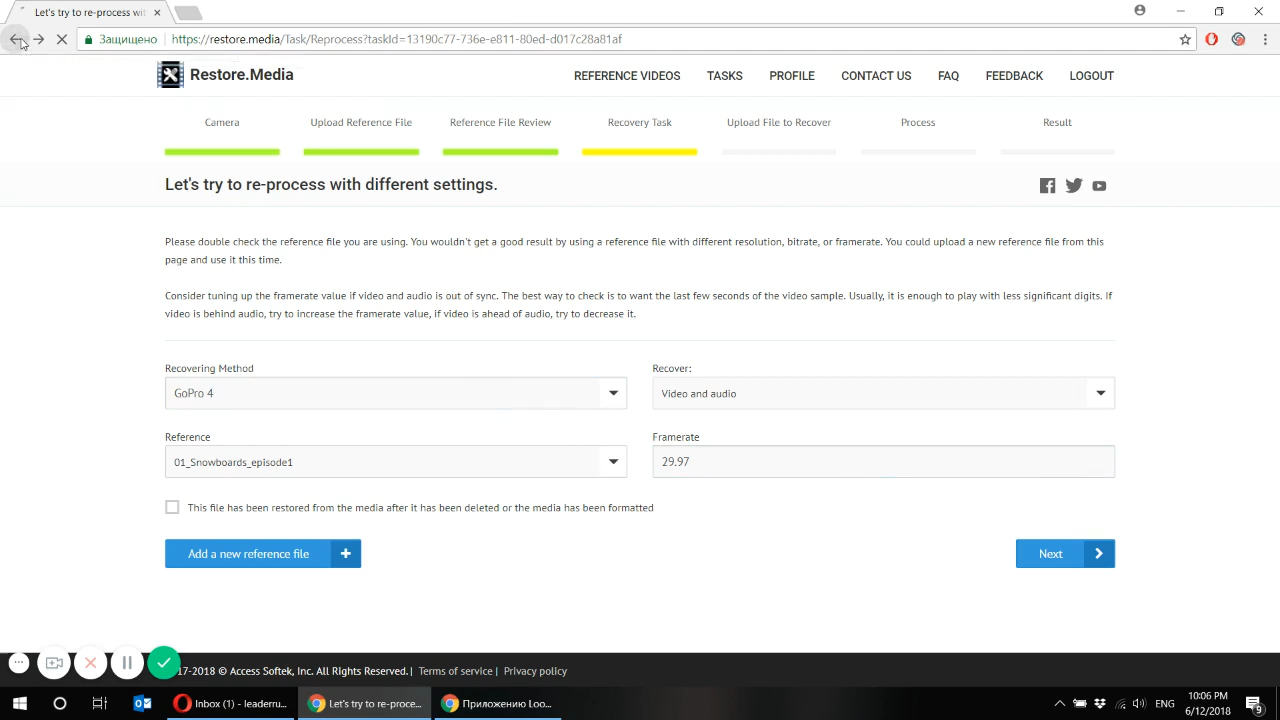 Let's try to re-process wit
Защищено
https://restore.media/Task/Reprocess?taskId=13190c77-736e-e811-80ed-d017c28a81af
Restore.Media
REFERENCE VIDEOS
TASKS
PROFILE
CONTACT US
FAQ
FEEDBACK
LOGOUT
Camera
Upload Reference File
Reference File Review
Recovery Task
Upload File to Recover
Process
Result
Let's try to re-process with different settings.
Please double check the reference file you are using. You wouldn't get a good result by using a reference file with different resolution, bitrate, or framerate. You could upload a new reference file from this
page and use it this time.
Consider tuning up the framerate value if video and audio is out of sync. The best way to check is to want the last few seconds of the video sample. Usually, it is enough to play with less significant digits. If
video is behind audio, try to increase the framerate value, if video is ahead of audio, try to decrease it.
Recovering Method
Recover:
GoPro 4
Video and audio
Reference
Framerate
01_Snowboards_episode1
29.97
This file has been restored from the media after it has been deleted or the media has been formatted
Add a new reference file
Next
17-2018 © Access Softek, Inc. All Rights Reserved. | Terms of service | Privacy policy
Inbox (1) - leaderru...
Let's try to re-proce...
Приложению Loo...
ENG
10:06 PM
6/12/2018
9